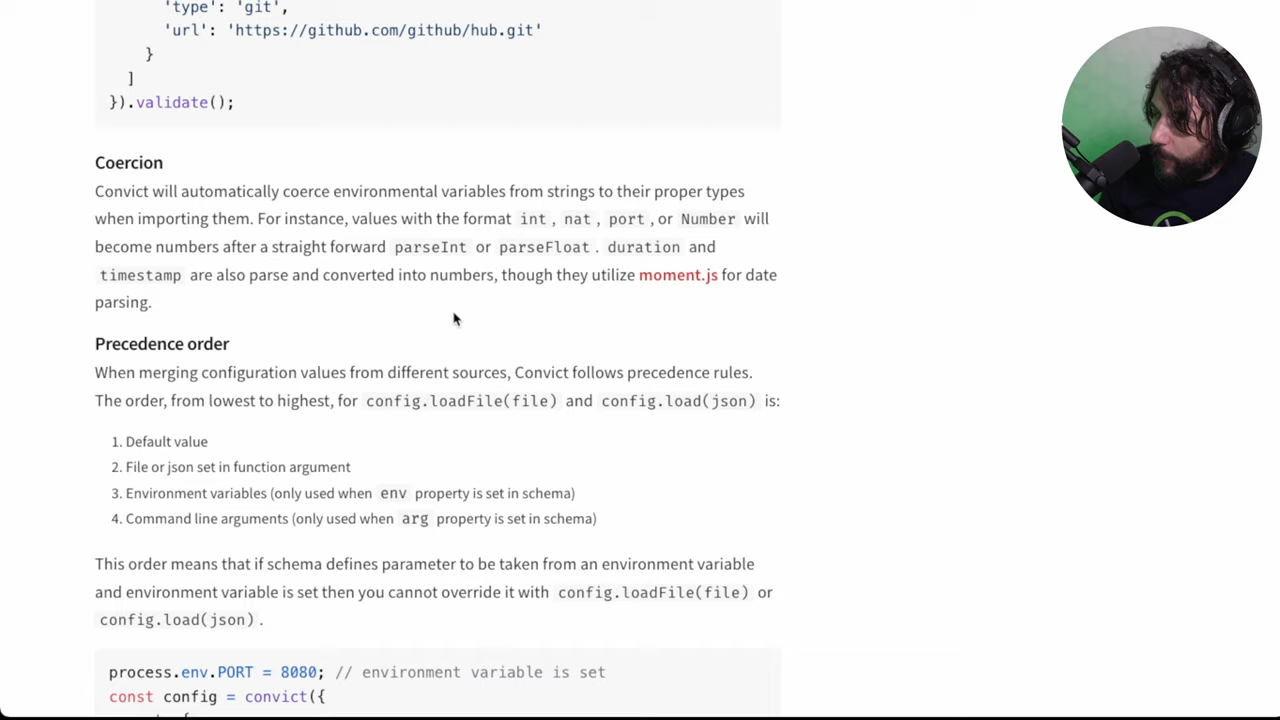 'type': 'git',
'url': 'https://github.com/github/hub.git'
}
]
}).validate();
Coercion
Convict will automatically coerce environmental variables from strings to their proper types
when importing them. For instance, values with the format int , nat , port , or Number will
become numbers after a straight forward parseInt or parseFloat . duration and
timestamp are also parse and converted into numbers, though they utilize moment.js for date
parsing.
Precedence order
When merging configuration values from different sources, Convict follows precedence rules.
The order, from lowest to highest, for config.loadFile(file) and config.load(json) is:
1. Default value
2. File or json set in function argument
3. Environment variables (only used when env property is set in schema)
4. Command line arguments (only used when arg property is set in schema)
This order means that if schema defines parameter to be taken from an environment variable
and environment variable is set then you cannot override it with config.loadFile(file) or
config.load(json) .
process.env.PORT = 8080; // environment variable is set
const config = convict({